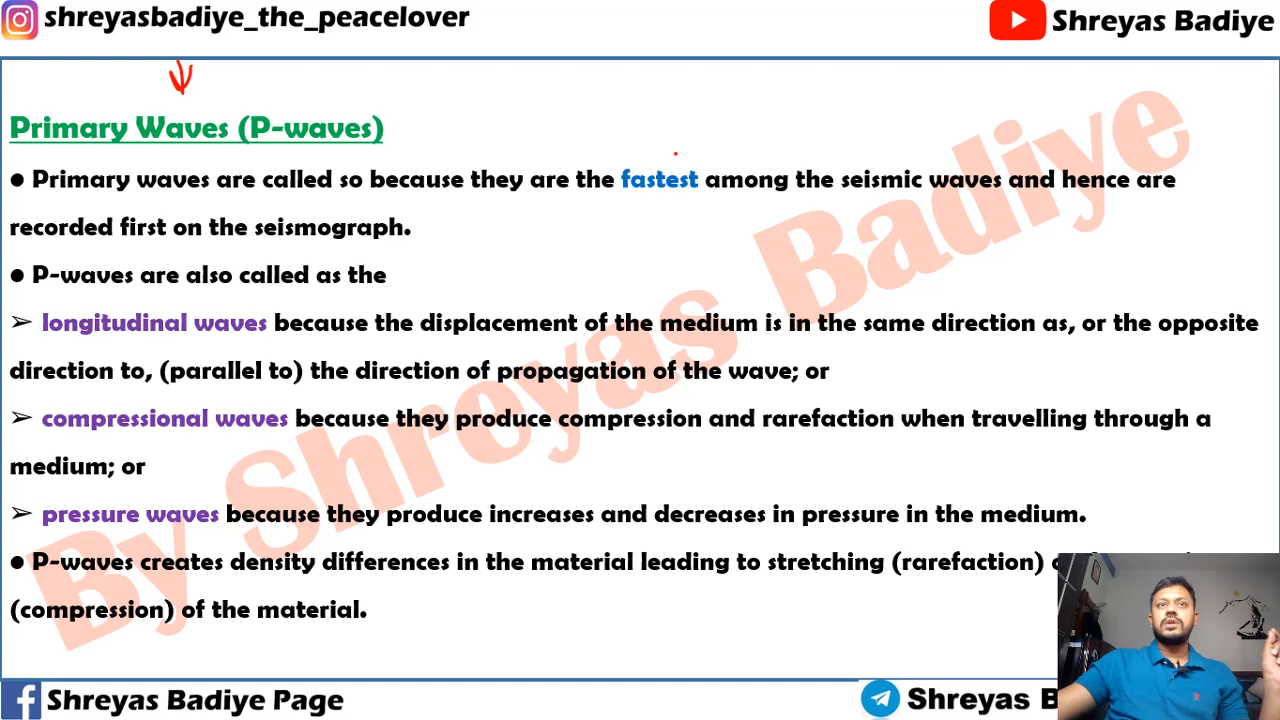 shreyasbadiye_the_peacelover
Shreyas Badiye
Primary Waves (P-waves)
● Primary waves are called so because they are the fastest among the seismic waves and hence are
recorded first on the seismograph.
● P-waves are also called as the
➢ longitudinal waves because the displacement of the medium is in the same direction as, or the opposite
direction to, (parallel to) the direction of propagation of the wave; or
➢ compressional waves because they produce compression and rarefaction when travelling through a
medium; or
➢ pressure waves because they produce increases and decreases in pressure in the medium.
● P-waves creates density differences in the material leading to stretching (rarefaction)
(compression) of the material.
By Shreyas Badiye
Shreyas Badiye Page
Shreyas